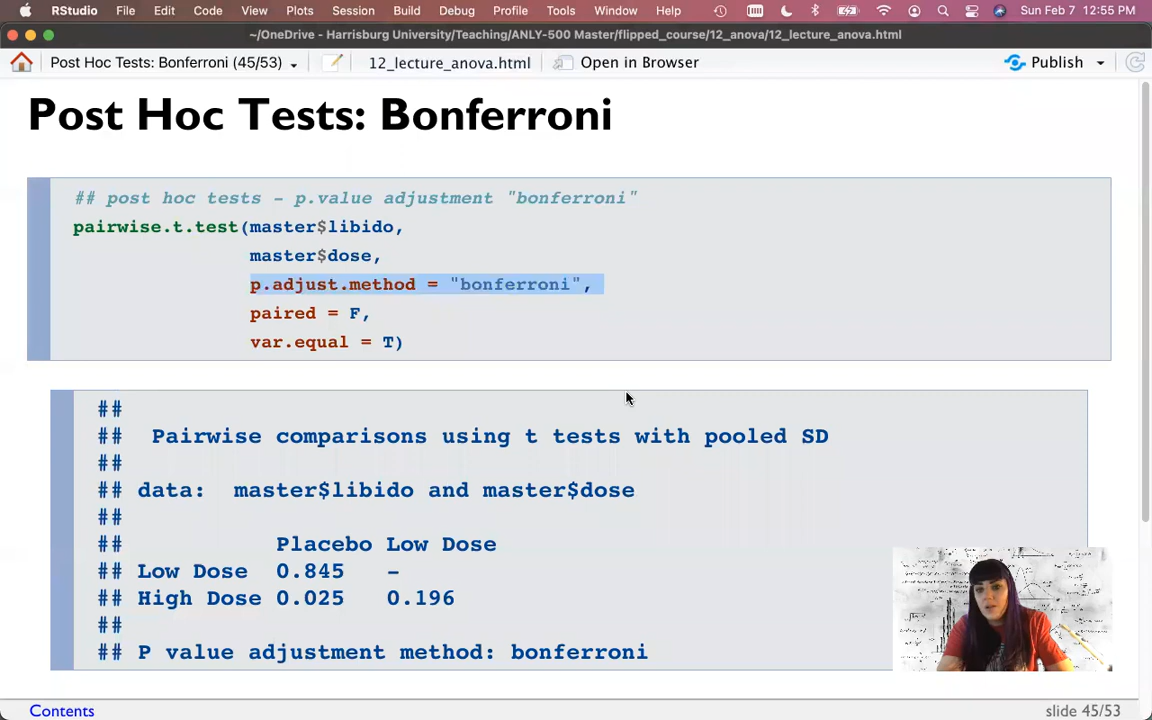 RStudio File Edit Code View Plots Session Build Debug Profile Tools Window Help Sun Feb 7 12:55 PM
~/OneDrive - Harrisburg University/Teaching/ANLY-500 Master/flipped_course/12_anova/12_lecture_anova.html
Post Hoc Tests: Bonferroni (45/53) 12_lecture_anova.html Open in Browser Publish
Post Hoc Tests: Bonferroni
## post hoc tests - p.value adjustment "bonferroni"
pairwise.t.test(master$libido,
master$dose,
p.adjust.method = "bonferroni",
paired = F,
var.equal = T)
##
## Pairwise comparisons using t tests with pooled SD
##
## data: master$libido and master$dose
##
## Placebo Low Dose
## Low Dose 0.845 -
## High Dose 0.025 0.196
##
## P value adjustment method: bonferroni
Contents slide 45/53